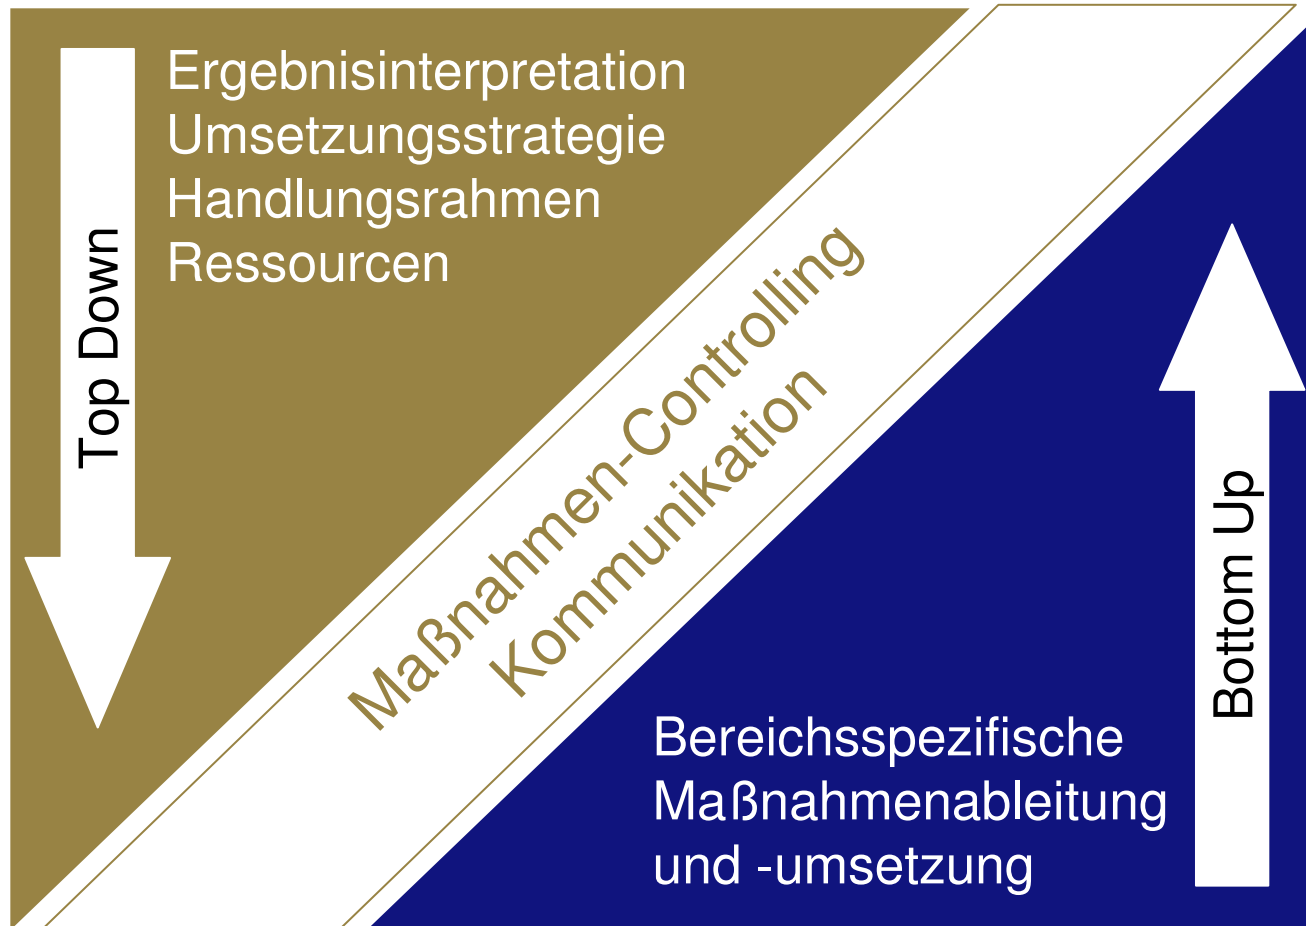 Ergebnisinterpretation
Umsetzungsstrategie
Handlungsrahmen
Ressourcen
Top Down
Maßnahmen-Controlling
Kommunikation
Bottom Up
Bereichsspezifische
Maßnahmenableitung
und -umsetzung